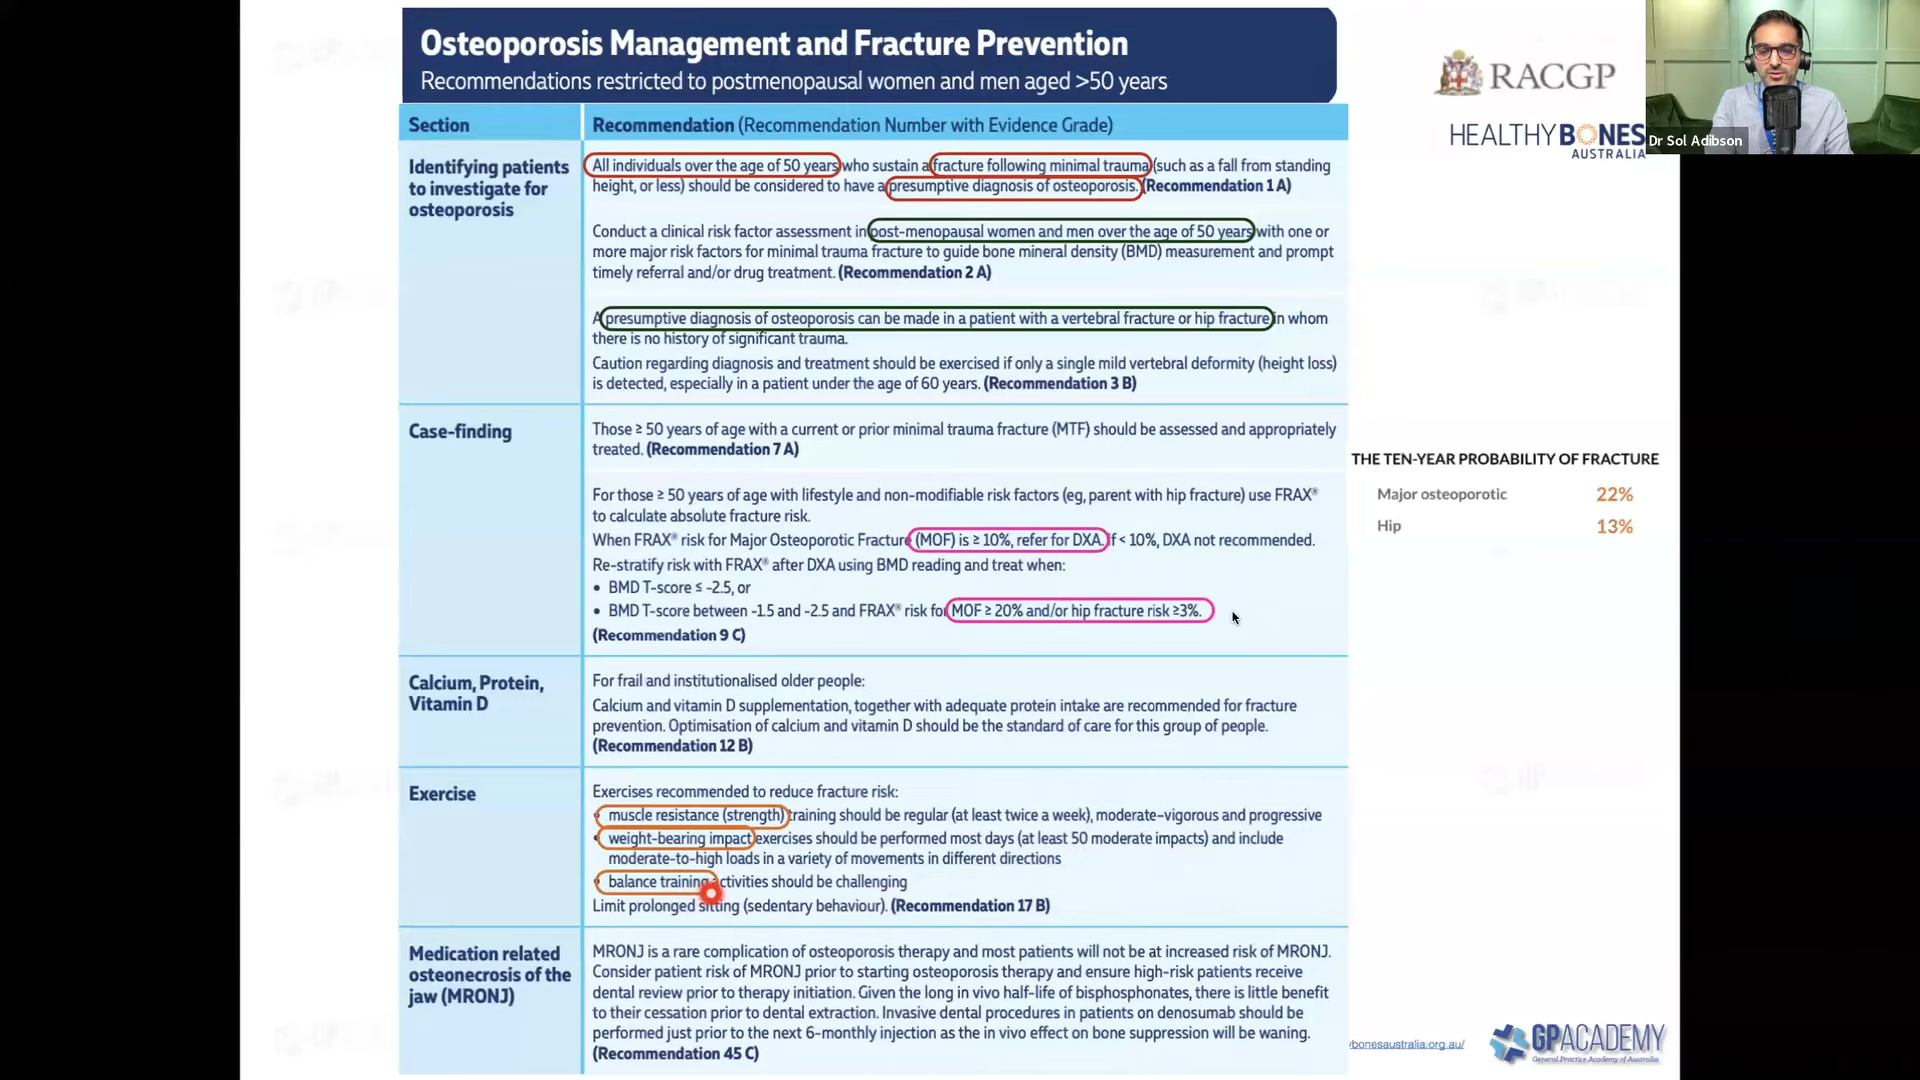 Osteoporosis Management and Fracture Prevention
Recommendations restricted to postmenopausal women and men aged >50 years
Section
Recommendation (Recommendation Number with Evidence Grade)
Identifying patients
to investigate for
osteoporosis
All individuals over the age of 50 years who sustain a fracture following minimal trauma (such as a fall from standing
height, or less) should be considered to have a presumptive diagnosis of osteoporosis. (Recommendation 1 A)
Conduct a clinical risk factor assessment in post-menopausal women and men over the age of 50 years with one or
more major risk factors for minimal trauma fracture to guide bone mineral density (BMD) measurement and prompt
timely referral and/or drug treatment. (Recommendation 2 A)
A presumptive diagnosis of osteoporosis can be made in a patient with a vertebral fracture or hip fracture in whom
there is no history of significant trauma.
Caution regarding diagnosis and treatment should be exercised if only a single mild vertebral deformity (height loss)
is detected, especially in a patient under the age of 60 years. (Recommendation 3 B)
Case-finding
Those ≥ 50 years of age with a current or prior minimal trauma fracture (MTF) should be assessed and appropriately
treated. (Recommendation 7 A)
For those ≥ 50 years of age with lifestyle and non-modifiable risk factors (eg, parent with hip fracture) use FRAX®
to calculate absolute fracture risk.
When FRAX® risk for Major Osteoporotic Fracture (MOF) is ≥ 10%, refer for DXA. If < 10%, DXA not recommended.
Re-stratify risk with FRAX® after DXA using BMD reading and treat when:
• BMD T-score ≤ -2.5, or
• BMD T-score between -1.5 and -2.5 and FRAX® risk for MOF ≥ 20% and/or hip fracture risk ≥3%.
(Recommendation 9 C)
Calcium, Protein,
Vitamin D
For frail and institutionalised older people:
Calcium and vitamin D supplementation, together with adequate protein intake are recommended for fracture
prevention. Optimisation of calcium and vitamin D should be the standard of care for this group of people.
(Recommendation 12 B)
Exercise
Exercises recommended to reduce fracture risk:
• muscle resistance (strength) training should be regular (at least twice a week), moderate–vigorous and progressive
• weight-bearing impact exercises should be performed most days (at least 50 moderate impacts) and include
moderate-to-high loads in a variety of movements in different directions
• balance training activities should be challenging
Limit prolonged sitting (sedentary behaviour). (Recommendation 17 B)
Medication related
osteonecrosis of the
jaw (MRONJ)
MRONJ is a rare complication of osteoporosis therapy and most patients will not be at increased risk of MRONJ.
Consider patient risk of MRONJ prior to starting osteoporosis therapy and ensure high-risk patients receive
dental review prior to therapy initiation. Given the long in vivo half-life of bisphosphonates, there is little benefit
to their cessation prior to dental extraction. Invasive dental procedures in patients on denosumab should be
performed just prior to the next 6-monthly injection as the in vivo effect on bone suppression will be waning.
(Recommendation 45 C)
RACGP
HEALTHY BONES
AUSTRALIA
Dr Sol Adibson
THE TEN-YEAR PROBABILITY OF FRACTURE
Major osteoporotic 22%
Hip 13%
ybonesaustralia.org.au/
GPACADEMY
General Practice Academy of Australia